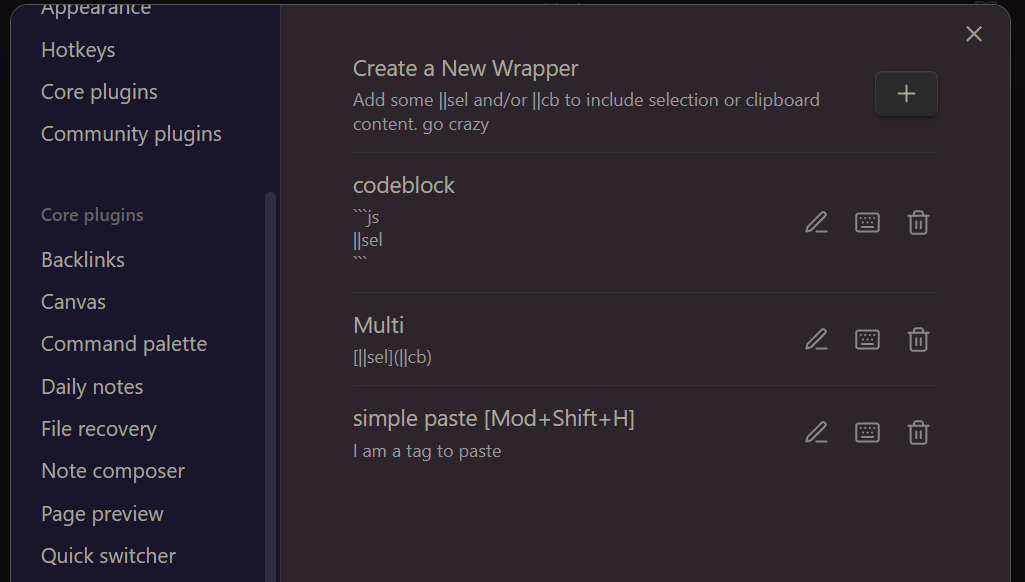 Appearance
Hotkeys
Core plugins
Community plugins
Core plugins
Backlinks
Canvas
Command palette
Daily notes
File recovery
Note composer
Page preview
Quick switcher
Create a New Wrapper
Add some ||sel and/or ||cb to include selection or clipboard
content. go crazy
codeblock
```js
||sel
```
Multi
[||sel](||cb)
simple paste [Mod+Shift+H]
I am a tag to paste